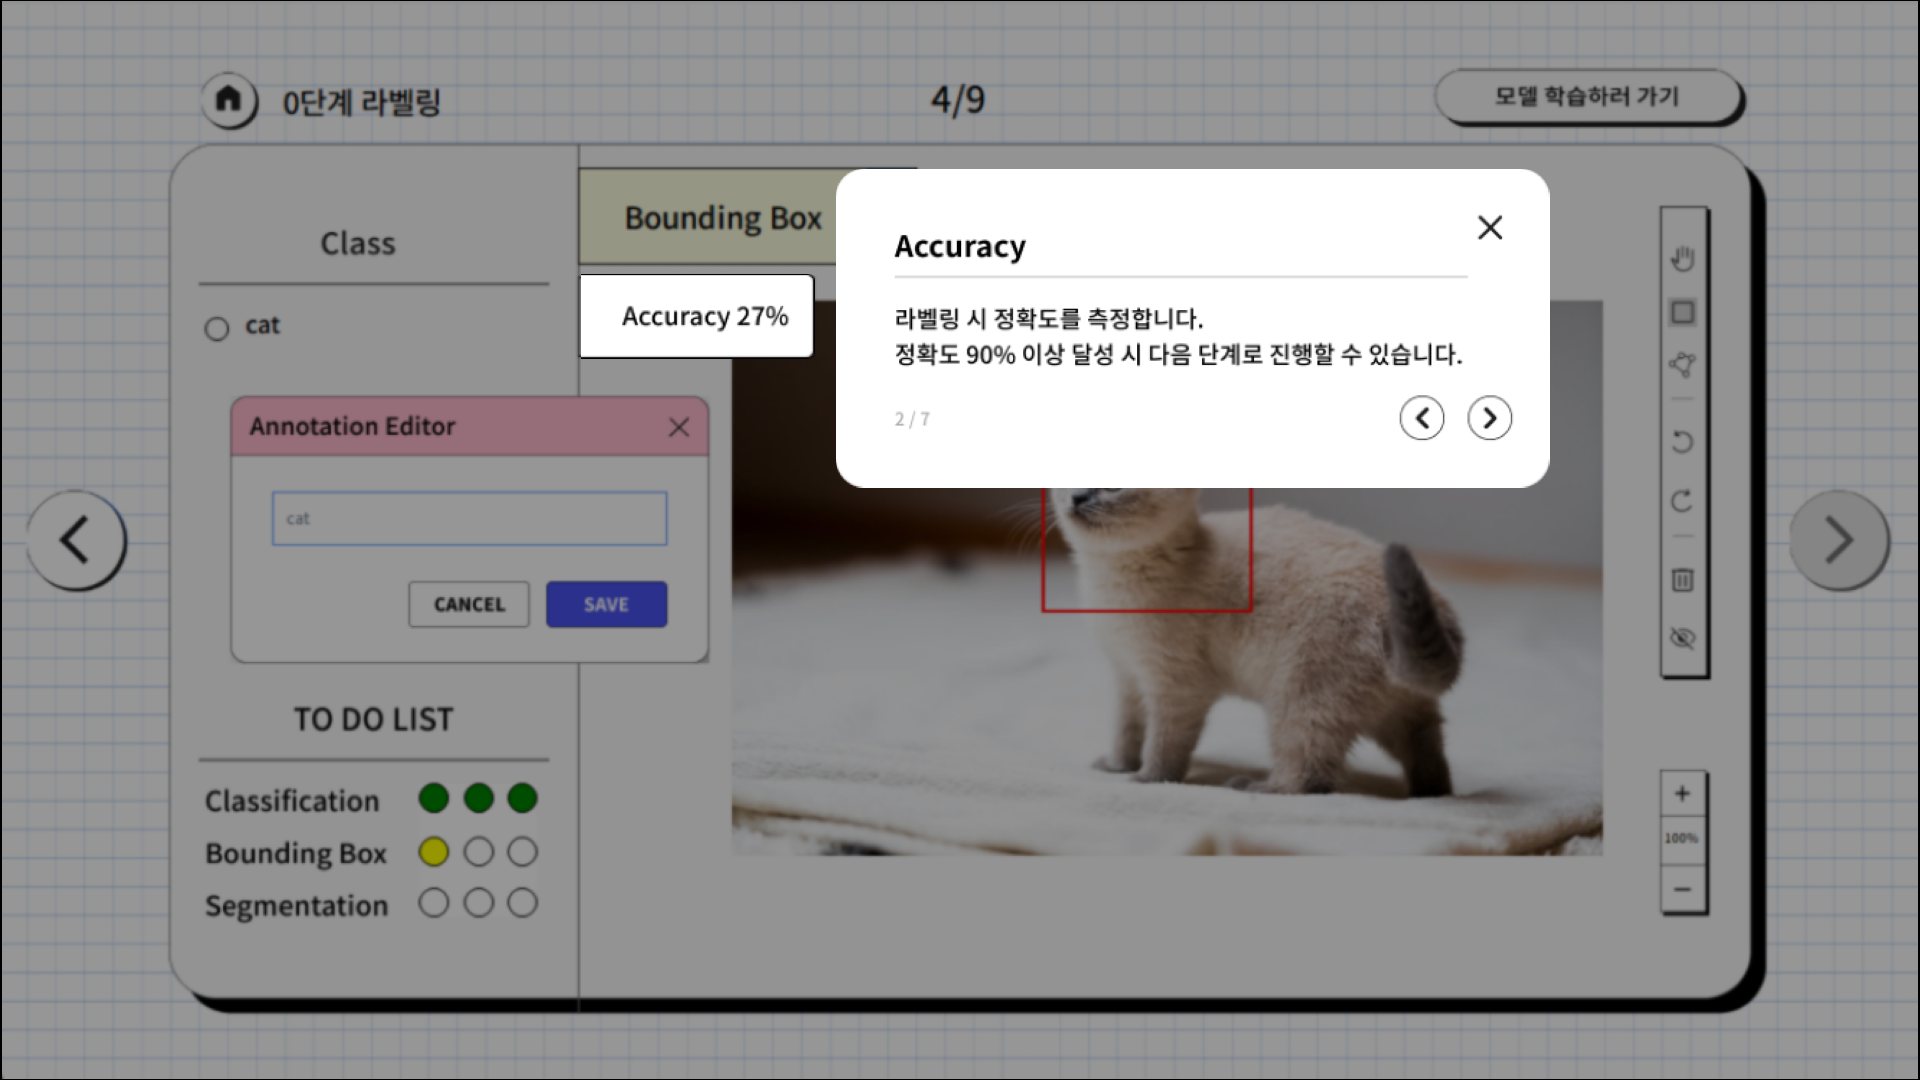 0단계 라벨링
4/9
모델 학습하러 가기
Class
cat
Bounding Box
Accuracy 27%
Accuracy
라벨링 시 정확도를 측정합니다.
정확도 90% 이상 달성 시 다음 단계로 진행할 수 있습니다.
2 / 7
Annotation Editor
cat
CANCEL
SAVE
TO DO LIST
Classification
Bounding Box
Segmentation
100%